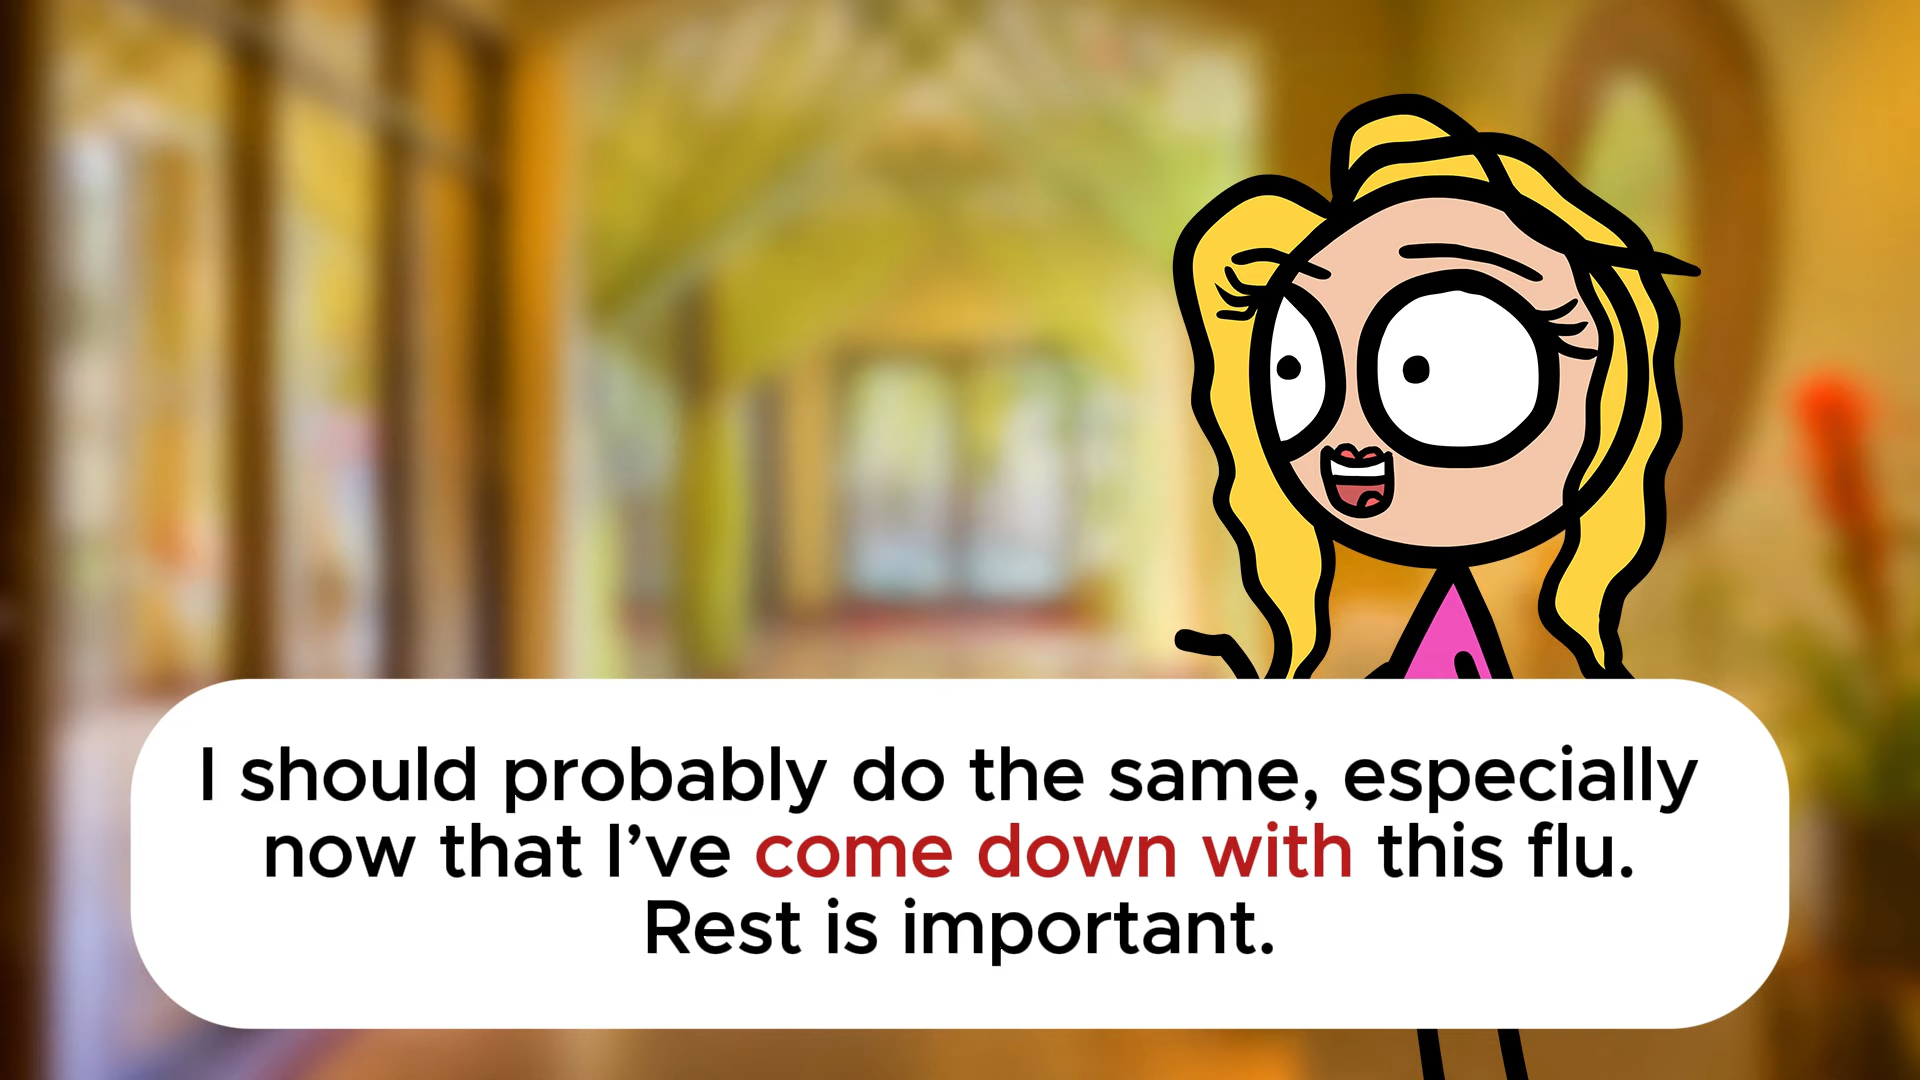 I should probably do the same, especially
now that I’ve come down with this flu.
Rest is important.